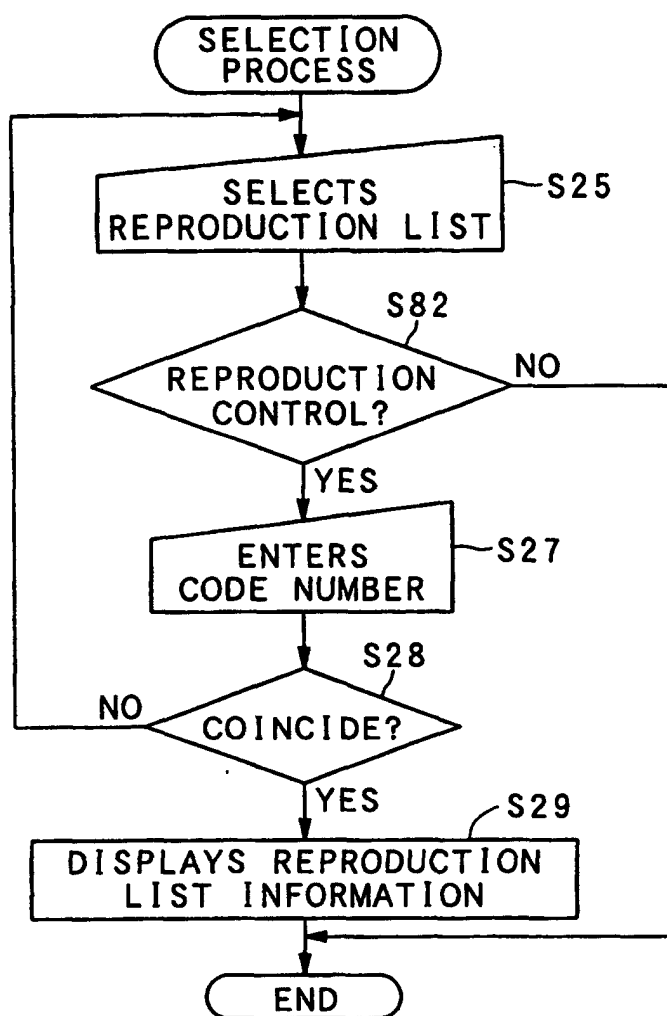 SELECTION
PROCESS
SELECTS
REPRODUCTION LIST
S25
S82
REPRODUCTION
CONTROL?
NO
YES
ENTERS
CODE NUMBER
S27
S28
NO
COINCIDE?
YES
S29
DISPLAYS REPRODUCTION
LIST INFORMATION
END